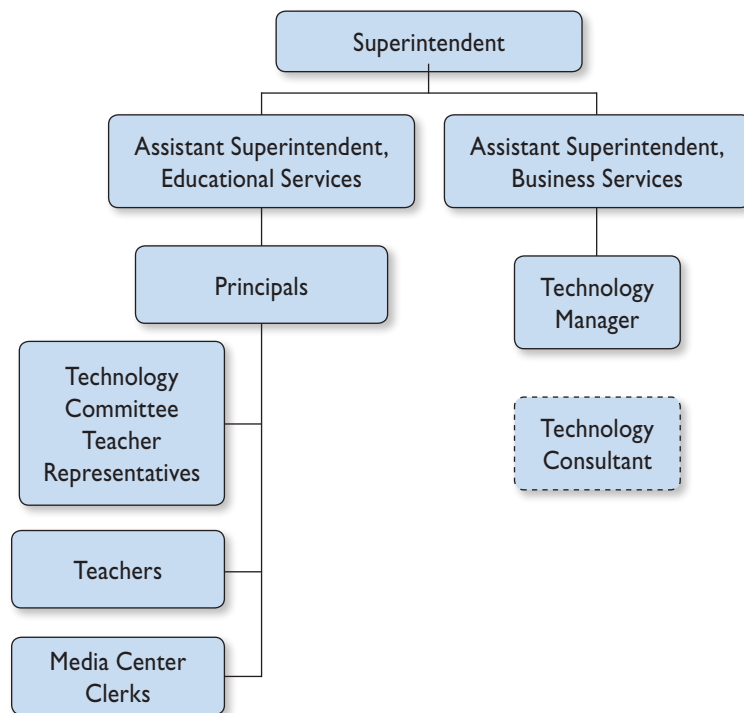 Superintendent
Assistant Superintendent,
Educational Services
Assistant Superintendent,
Business Services
Principals
Technology
Manager
Technology
Committee
Teacher
Representatives
Technology
Consultant
Teachers
Media Center
Clerks